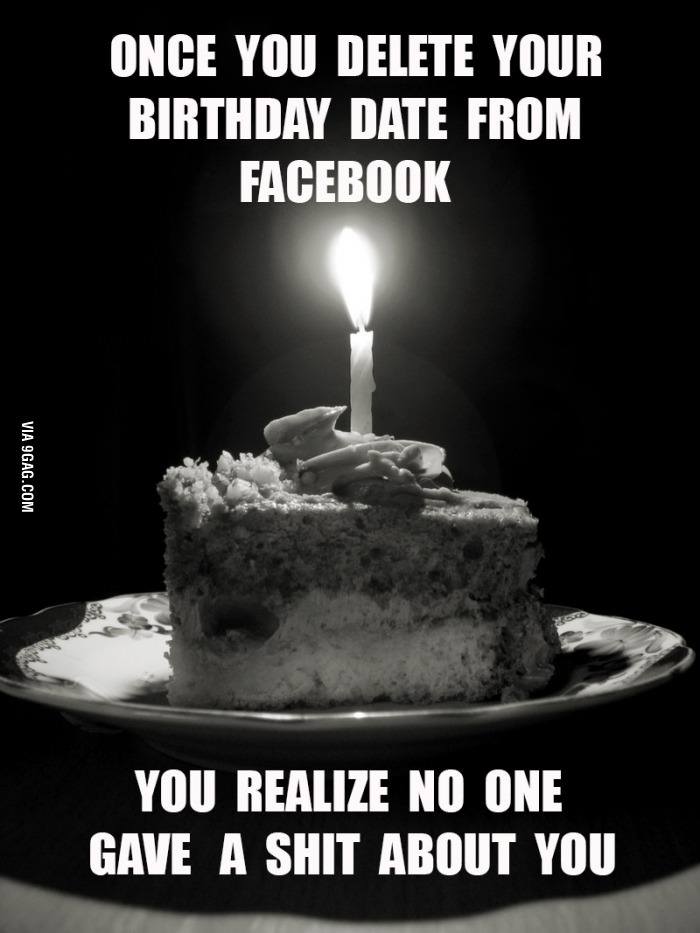 ONCE YOU DELETE YOUR
BIRTHDAY DATE FROM
FACEBOOK
VIA 9GAG.COM
YOU REALIZE NO ONE
GAVE A SHIT ABOUT YOU